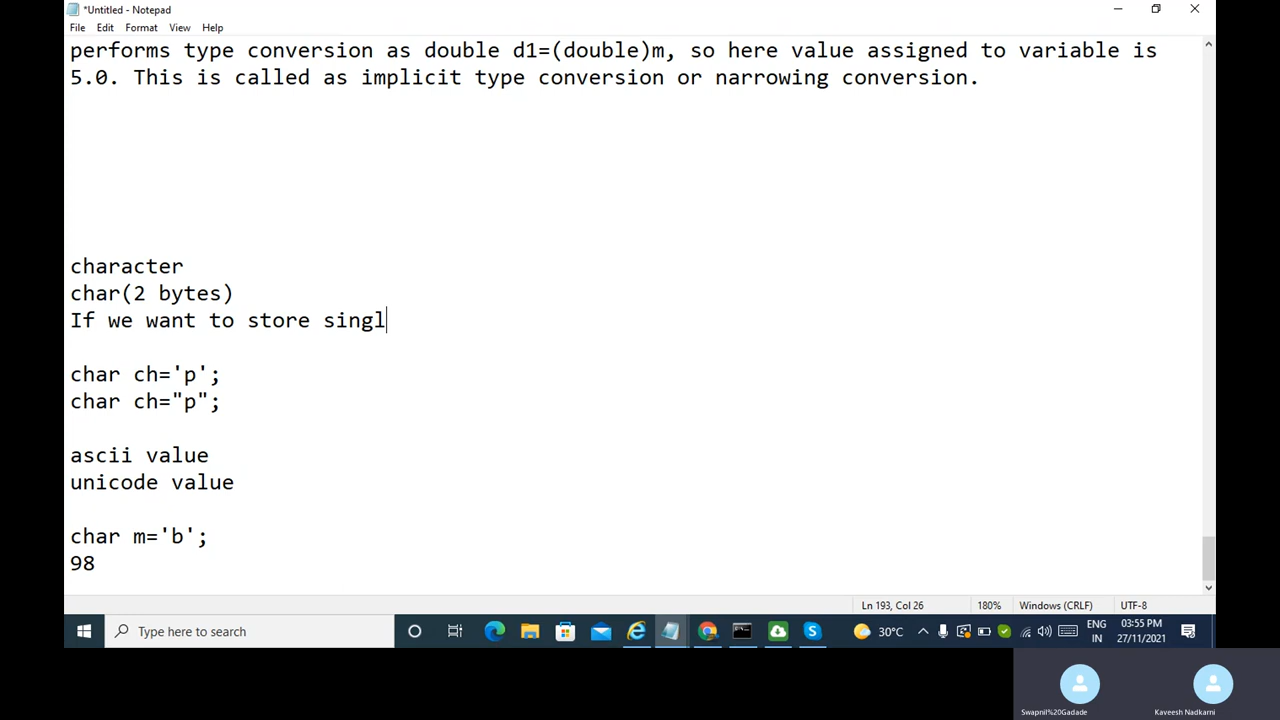 *Untitled - Notepad
File Edit Format View Help
performs type conversion as double d1=(double)m, so here value assigned to variable is
5.0. This is called as implicit type conversion or narrowing conversion.
character
char(2 bytes)
If we want to store singl
char ch='p';
char ch="p";
ascii value
unicode value
char m='b';
98
Ln 193, Col 26 180% Windows (CRLF) UTF-8
Type here to search
30°C
ENG
IN
03:55 PM
27/11/2021
Swapnil%20Gadade
Kaveesh Nadkarni